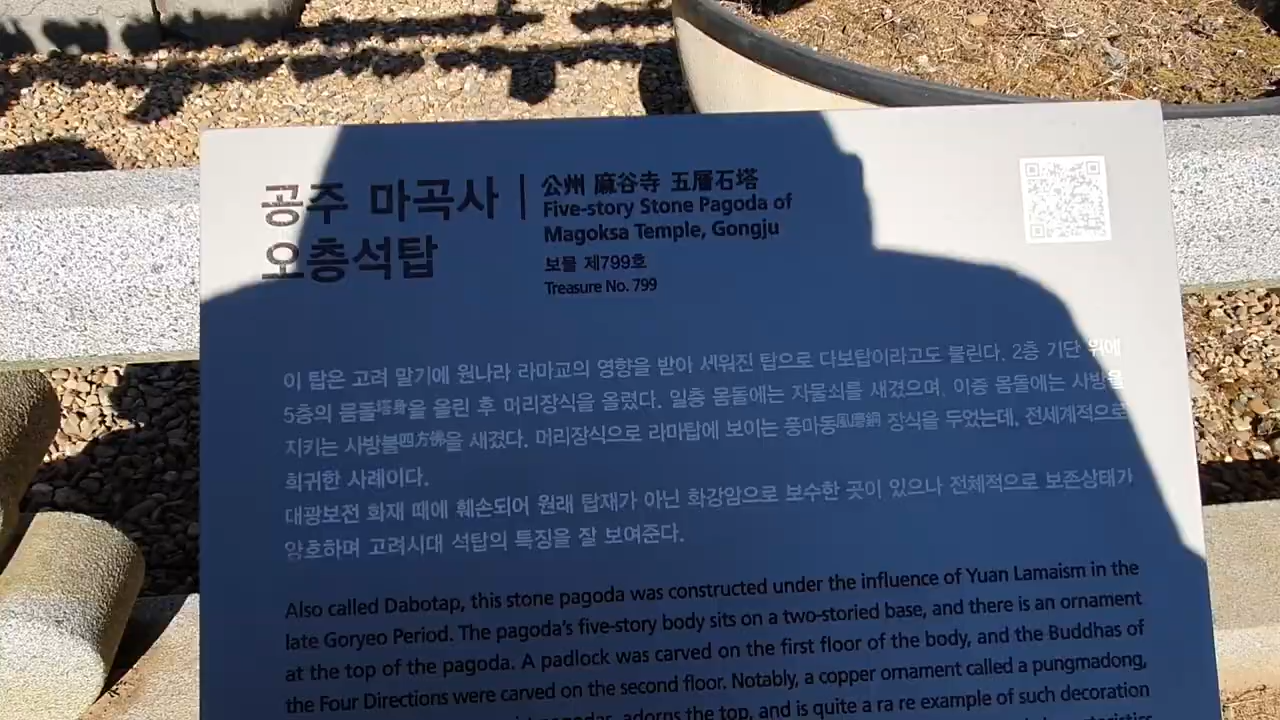 공주 마곡사
오층석탑
公州 麻谷寺 五層石塔
Five-story Stone Pagoda of
Magoksa Temple, Gongju
보물 제799호
Treasure No. 799
이 탑은 고려 말기에 원나라 라마교의 영향을 받아 세워진 탑으로 다보탑이라고도 불린다. 2층 기단 위에
5층의 몸돌塔身을 올린 후 머리장식을 올렸다. 일층 몸돌에는 자물쇠를 새겼으며, 이층 몸돌에는 사방을
지키는 사방불四方佛을 새겼다. 머리장식으로 라마탑에 보이는 풍마동風磨銅 장식을 두었는데, 전세계적으로
희귀한 사례이다.
대광보전 화재 때에 훼손되어 원래 탑재가 아닌 화강암으로 보수한 곳이 있으나 전체적으로 보존상태가
양호하며 고려시대 석탑의 특징을 잘 보여준다.
Also called Dabotap, this stone pagoda was constructed under the influence of Yuan Lamaism in the
late Goryeo Period. The pagoda's five-story body sits on a two-storied base, and there is an ornament
at the top of the pagoda. A padlock was carved on the first floor of the body, and the Buddhas of
the Four Directions were carved on the second floor. Notably, a copper ornament called a pungmadong,
adorns the top, and is quite a ra re example of such decoration